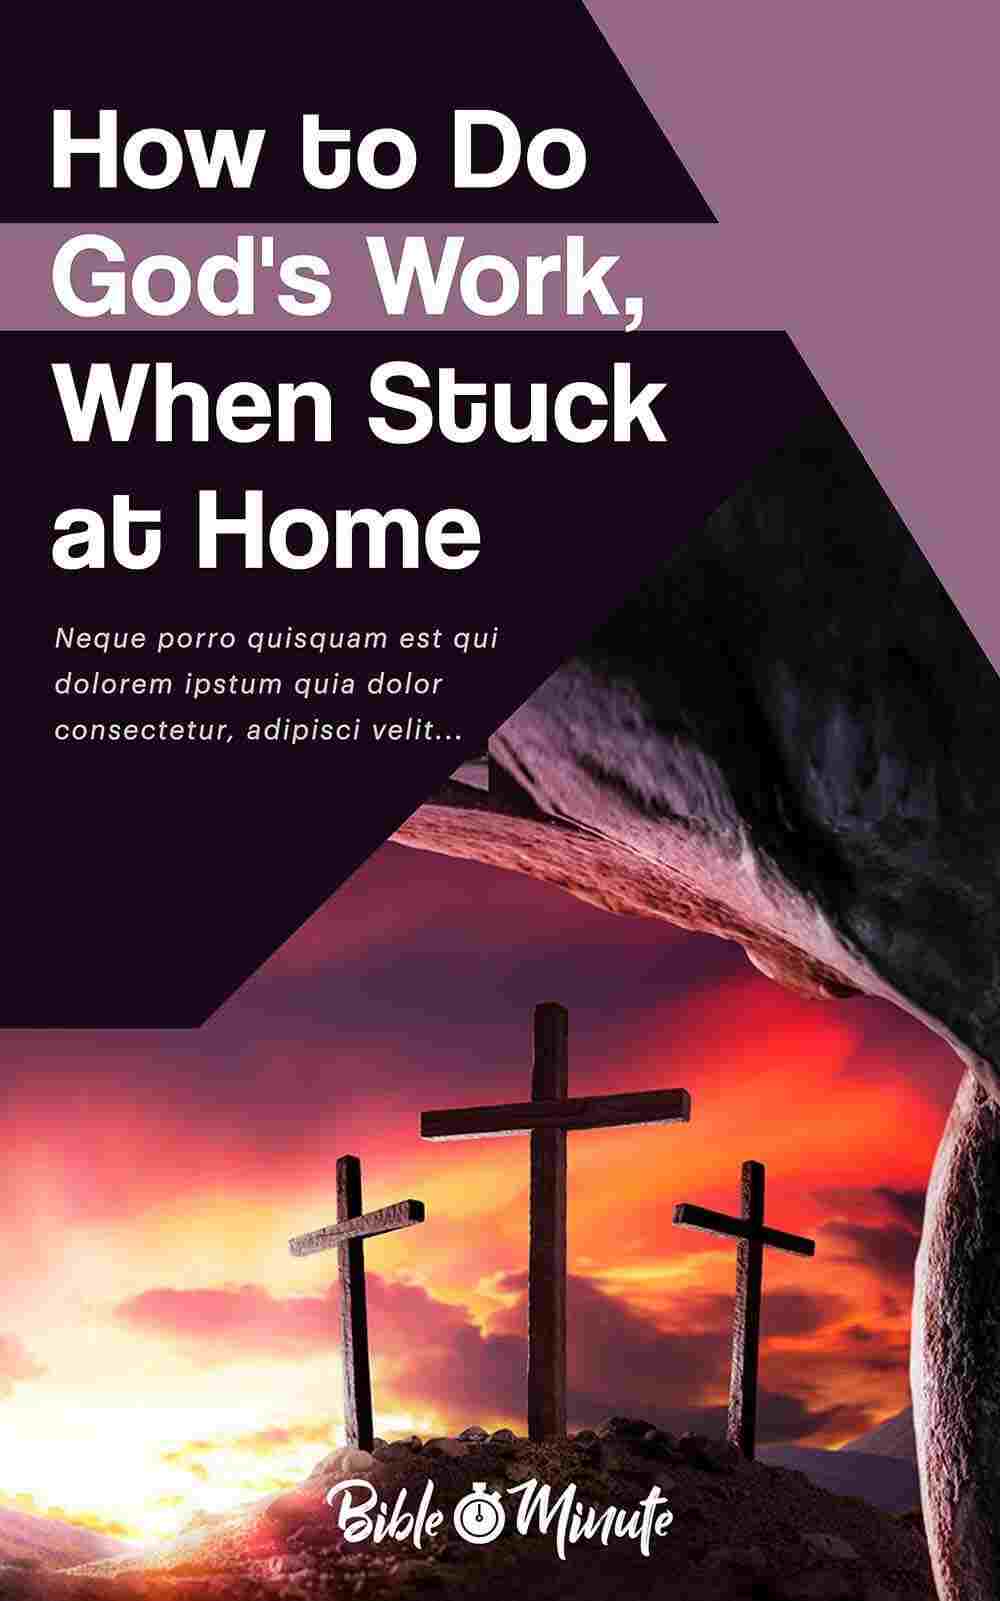 How to Do
God's Work,
When Stuck
at Home
Neque porro quisquam est qui
dolorem ipstum quia dolor
consectetur, adipisci velit...
Bible Minute